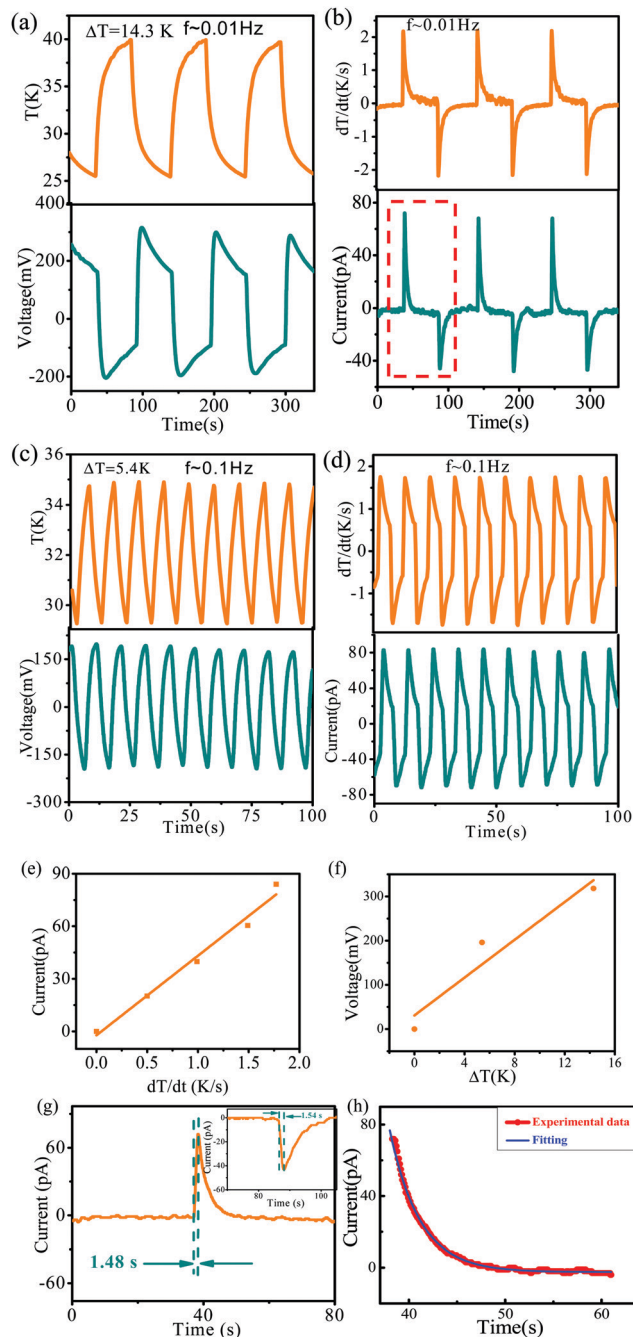 (a)
ΔT=14.3 K f~0.01Hz
40
35
30
25
T(K)
400
200
0
-200
Voltage(mV)
0 100 200 300
Time(s)
(b)
f~0.01Hz
2
1
0
-1
-2
dT/dt(K/s)
80
40
0
-40
Current(pA)
0 100 200 300
Time(s)
(c)
ΔT=5.4K f~0.1Hz
36
34
32
30
T(K)
150
0
-150
-300
Voltage(mV)
0 25 50 75 100
Time(s)
(d)
f~0.1Hz
2
1
0
-1
dT/dt(K/s)
80
40
0
-40
-80
Current(pA)
0 50 100
Time(s)
(e)
90
60
30
0
Current(pA)
0.0 0.5 1.0 1.5 2.0
dT/dt (K/s)
(f)
300
200
100
0
Voltage(mV)
0 4 8 12 16
ΔT(K)
(g)
60
0
-60
Current (pA)
1.48 s
0 40 80
Time (s)
1.54 s
0
-20
-40
Current (pA)
80 100
Time (s)
(h)
Experimental data
Fitting
80
40
0
Current(pA)
40 50 60
Time(s)